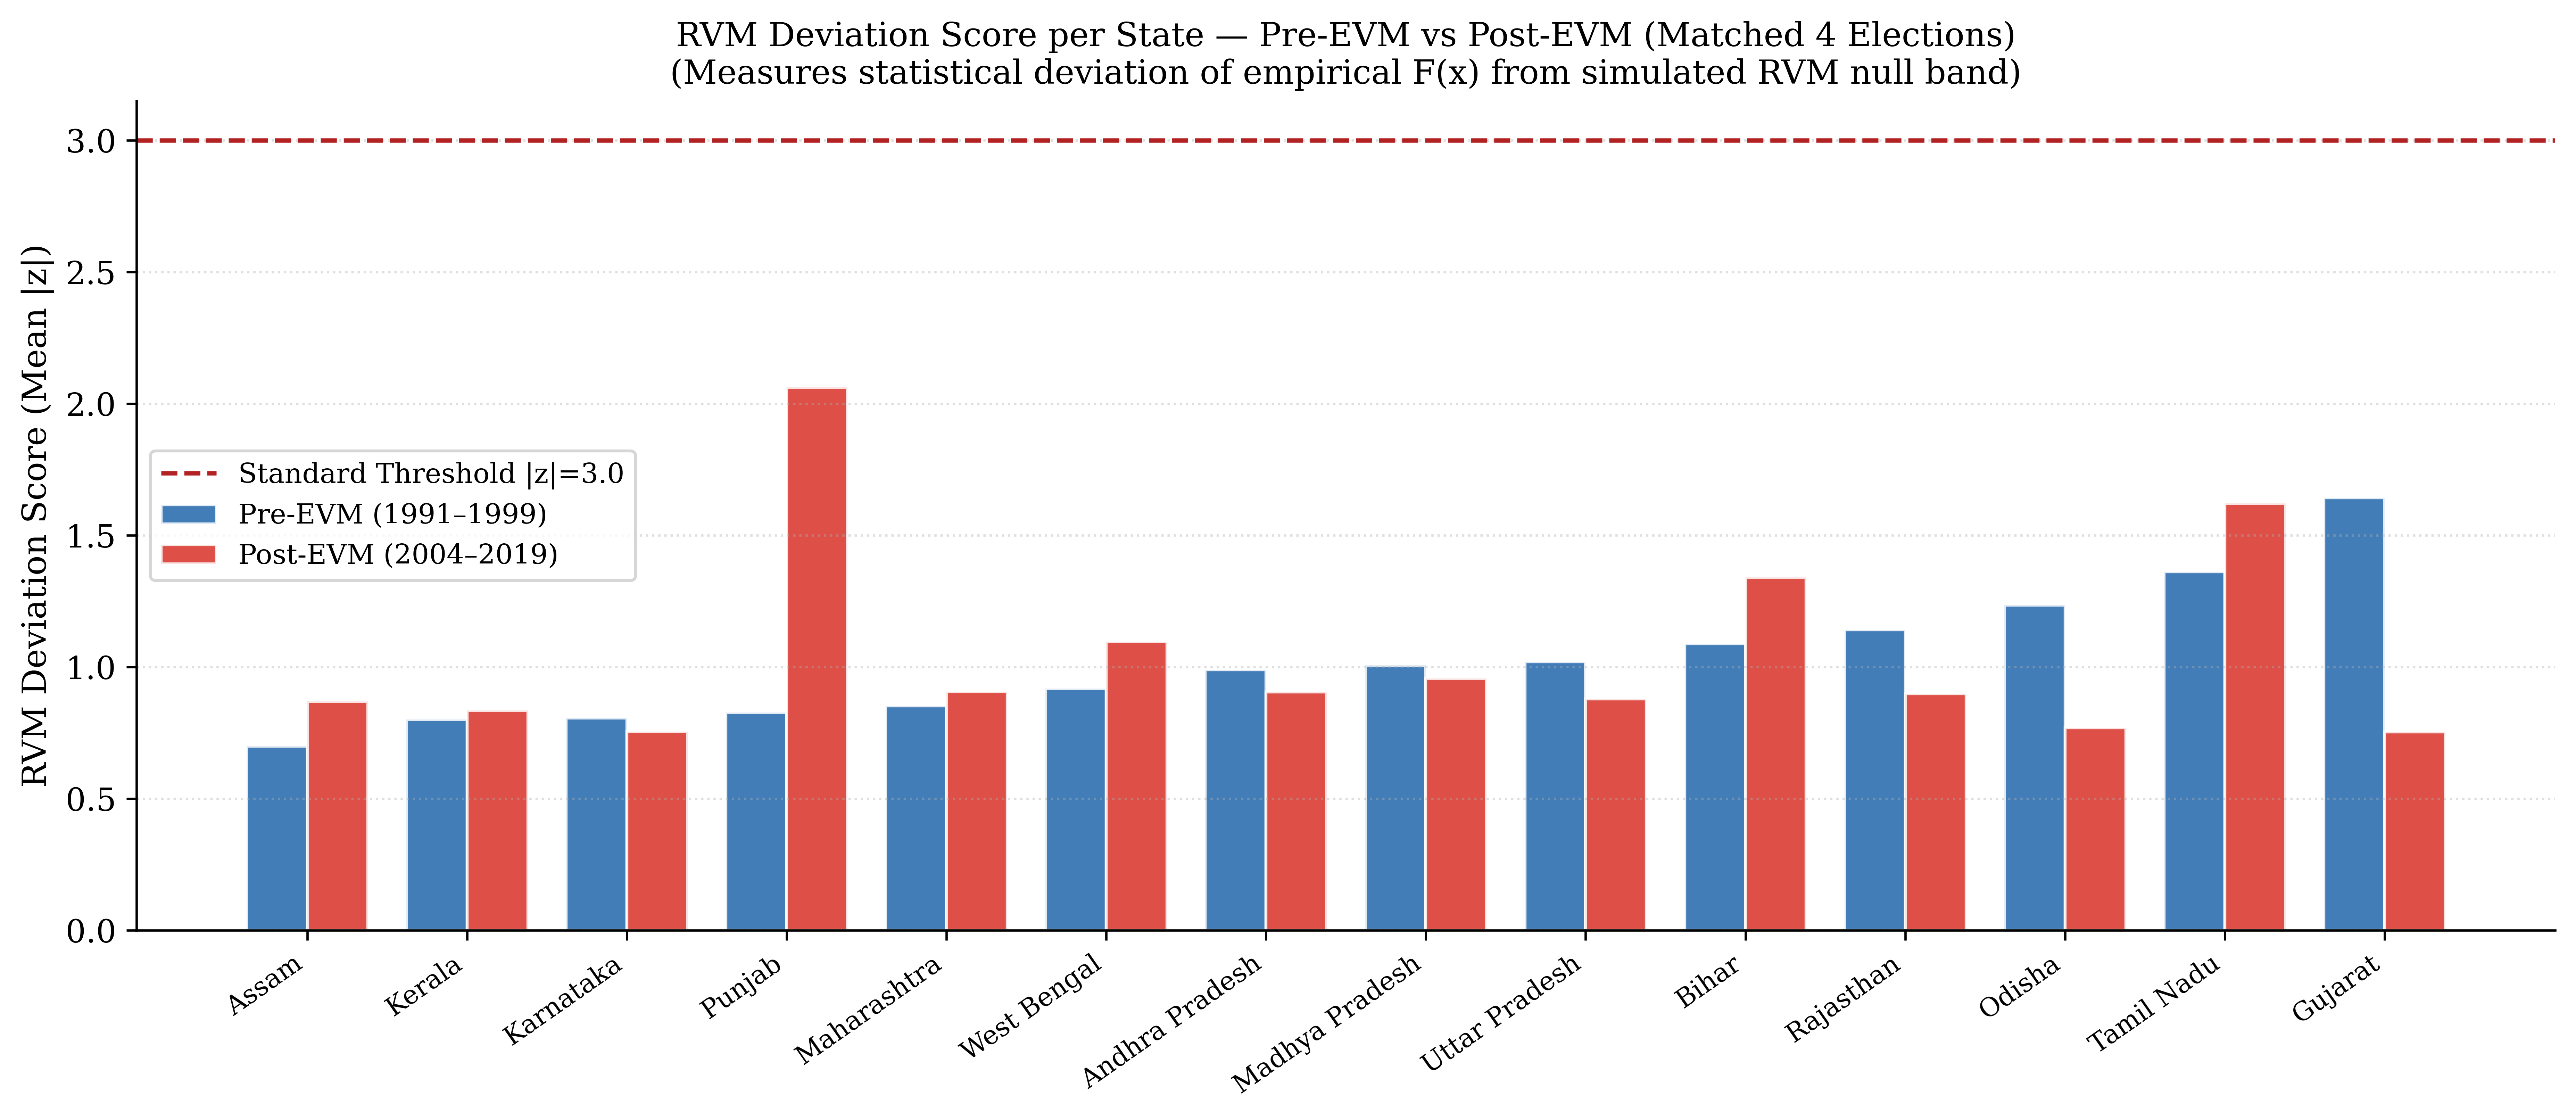 RVM Deviation Score per State — Pre-EVM vs Post-EVM (Matched 4 Elections)
(Measures statistical deviation of empirical F(x) from simulated RVM null band)
RVM Deviation Score (Mean |z|)
3.0
2.5
2.0
1.5
1.0
0.5
0.0
Standard Threshold |z|=3.0
Pre-EVM (1991–1999)
Post-EVM (2004–2019)
Assam
Kerala
Karnataka
Punjab
Maharashtra
West Bengal
Andhra Pradesh
Madhya Pradesh
Uttar Pradesh
Bihar
Rajasthan
Odisha
Tamil Nadu
Gujarat